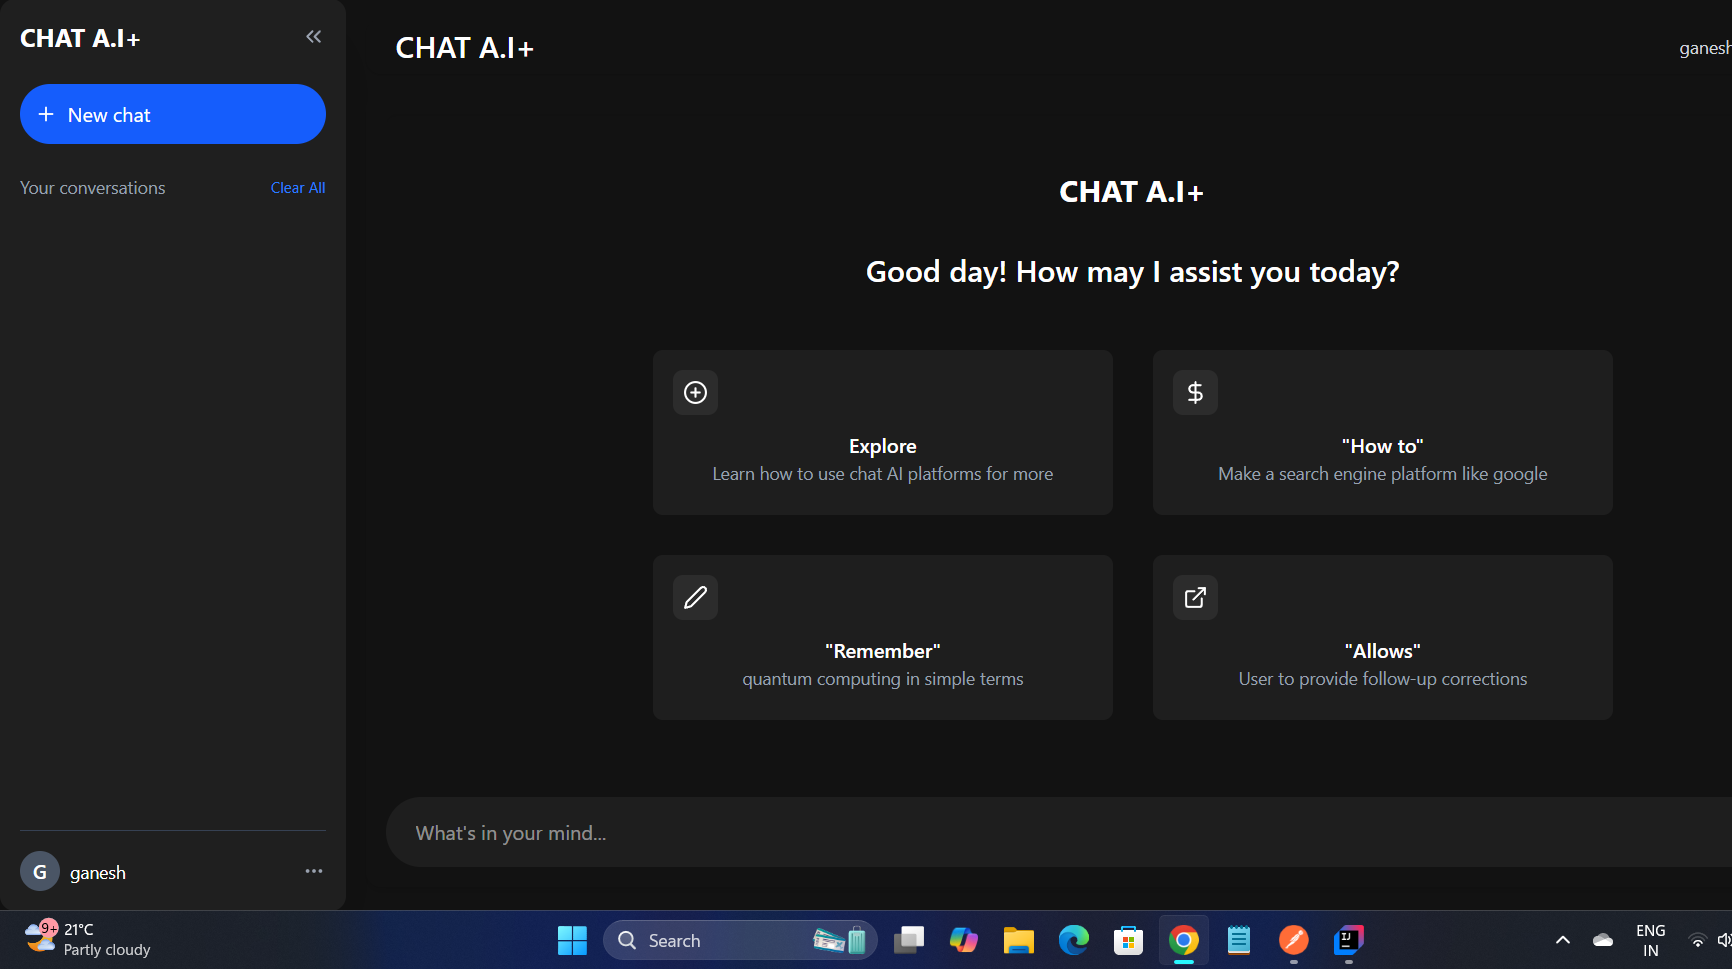 CHAT A.I+
New chat
Your conversations
Clear All
G
ganesh
CHAT A.I+
ganesh
CHAT A.I+
Good day! How may I assist you today?
Explore
Learn how to use chat AI platforms for more
"How to"
Make a search engine platform like google
"Remember"
quantum computing in simple terms
"Allows"
User to provide follow-up corrections
What's in your mind...
9+
21°C
Partly cloudy
Search
IJ
ENG
IN